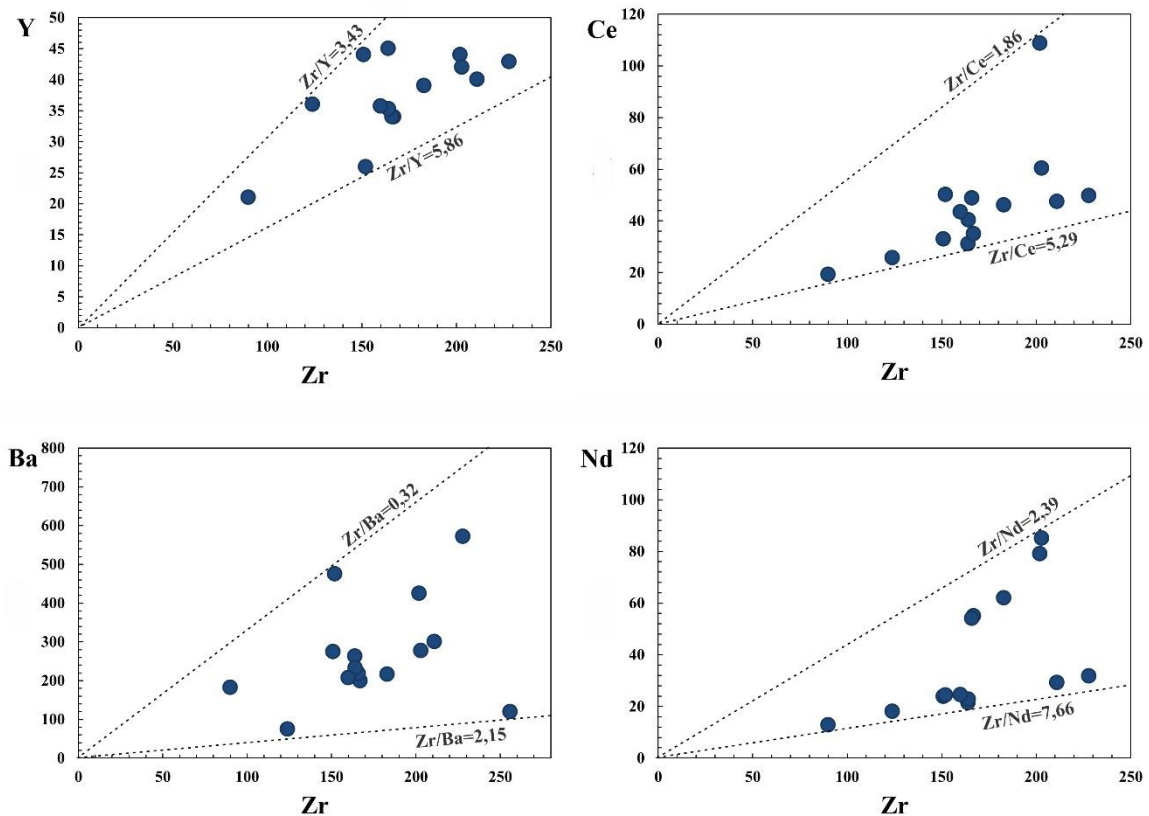 Y
50
45
40
35
30
25
20
15
10
5
0
Zr/Y=3,43
Zr/Y=5,86
0 50 100 150 200 250
Zr
Ce
120
100
80
60
40
20
0
Zr/Ce=1,86
Zr/Ce=5,29
0 50 100 150 200 250
Zr
Ba
800
700
600
500
400
300
200
100
0
Zr/Ba=0,32
Zr/Ba=2,15
0 50 100 150 200 250
Zr
Nd
120
100
80
60
40
20
0
Zr/Nd=2,39
Zr/Nd=7,66
0 50 100 150 200 250
Zr